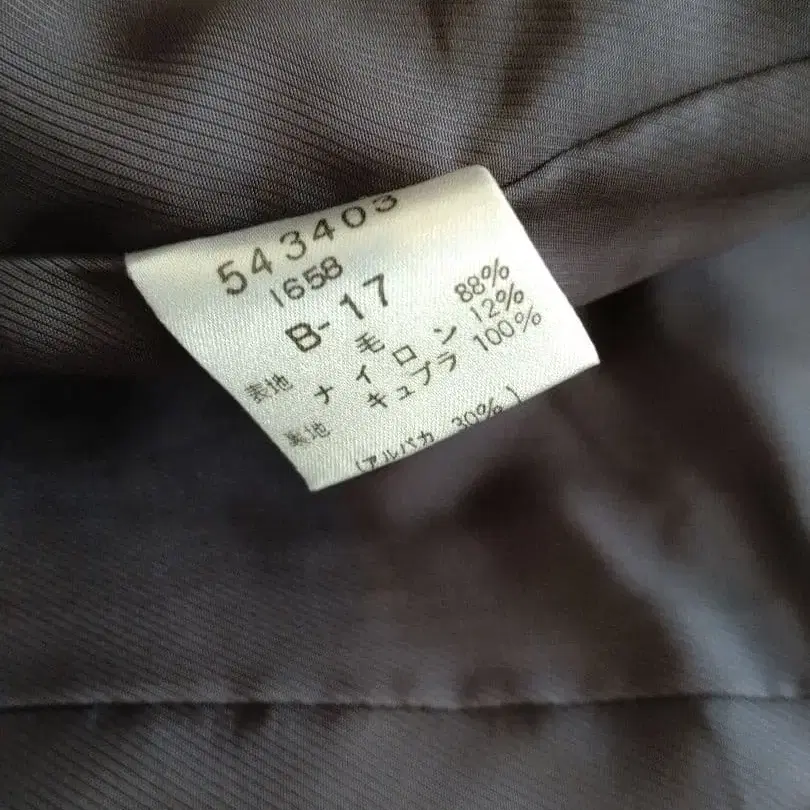 543403
1658
B-17
表地 毛 88%
ナイロン 12%
裏地 キュプラ 100%
(アルパカ 30%)